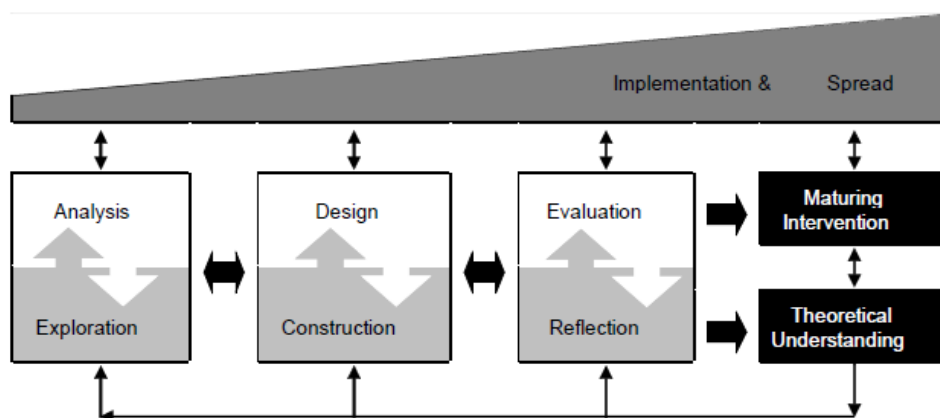 Implementation & Spread
Analysis
Exploration
Design
Construction
Evaluation
Reflection
Maturing
Intervention
Theoretical
Understanding